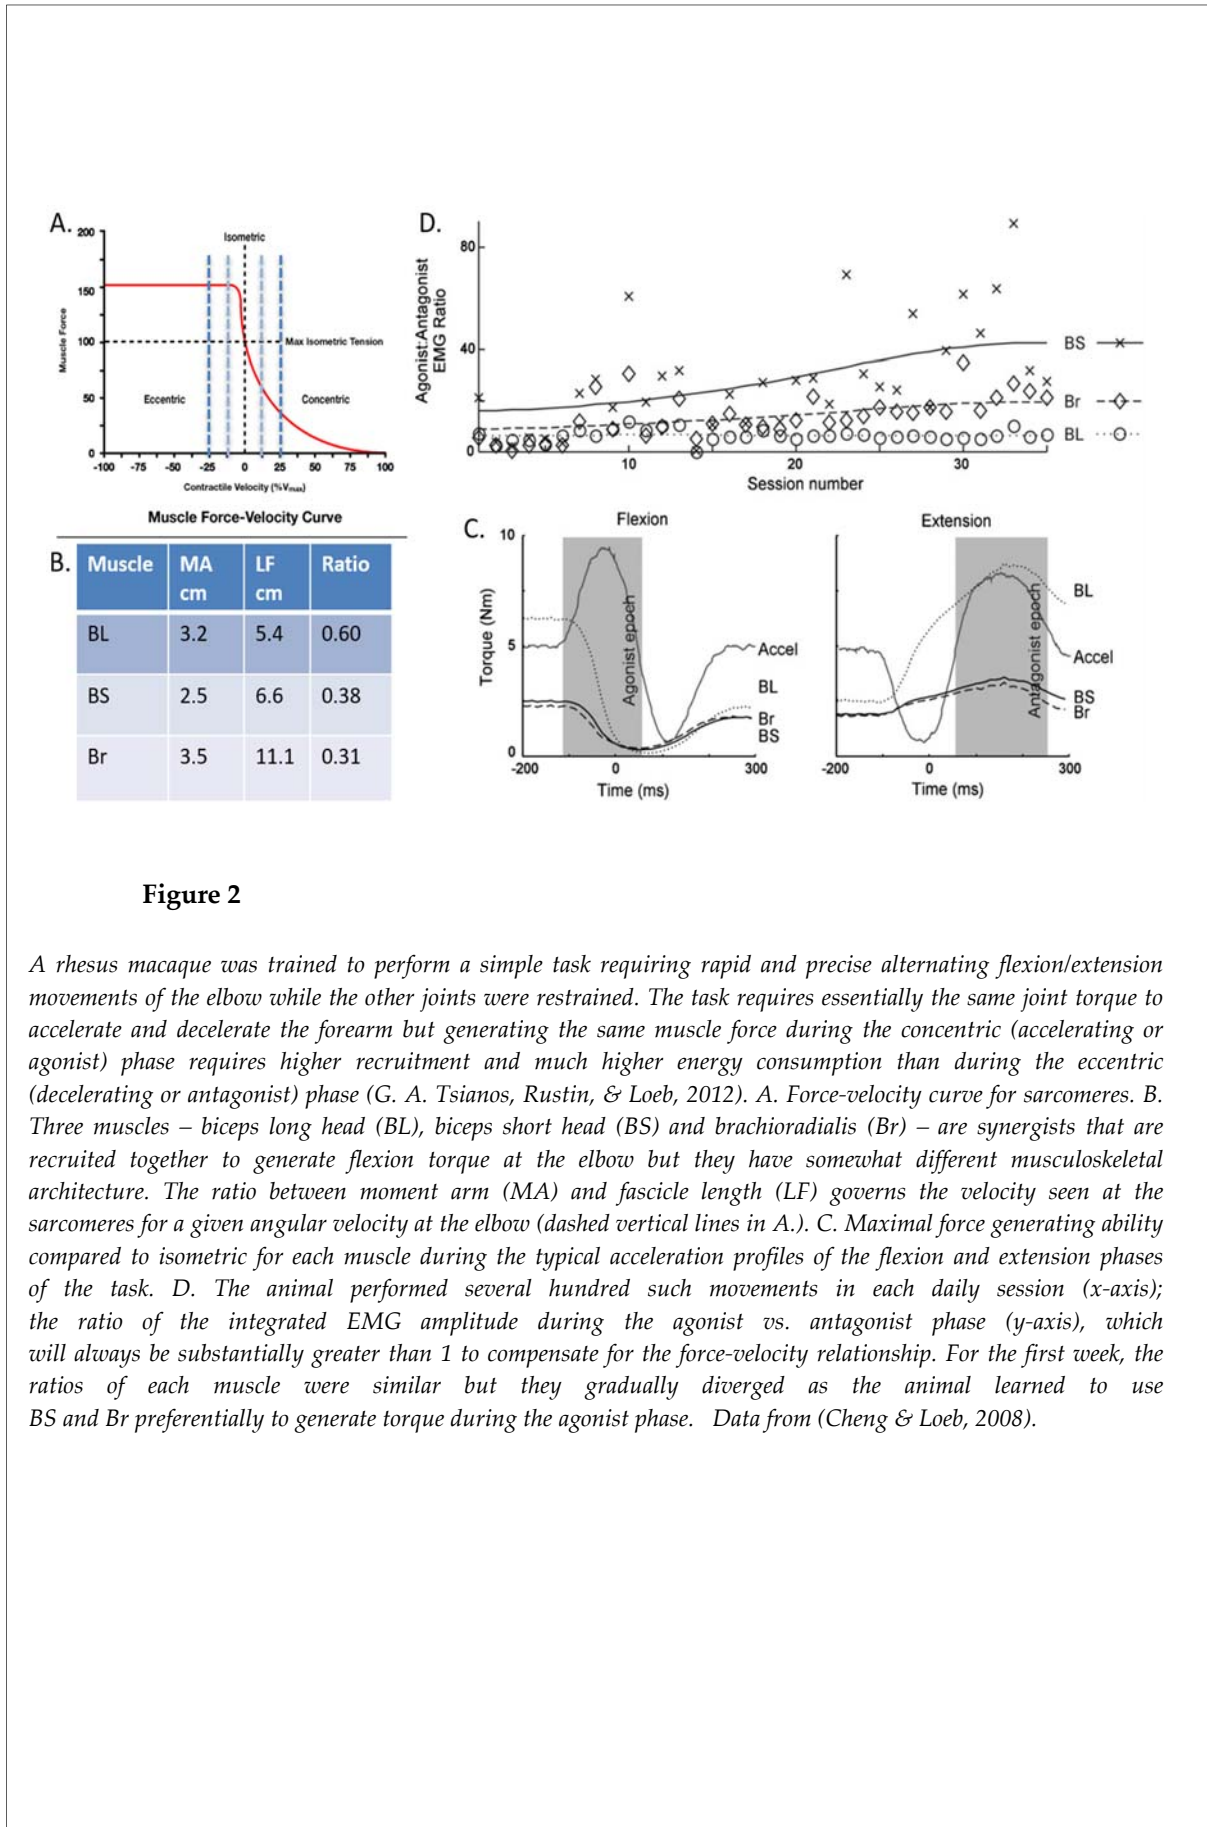 A.
200
150
100
50
0
Muscle Force
Isometric
Max Isometric Tension
Eccentric
Concentric
-100 -75 -50 -25 0 25 50 75 100
Contractile Velocity (%Vmax)
Muscle Force-Velocity Curve
D.
Agonist:Antagonist
EMG Ratio
80
40
0
10 20 30
Session number
BS
Br
BL
B.
Muscle MA cm LF cm Ratio
BL 3.2 5.4 0.60
BS 2.5 6.6 0.38
Br 3.5 11.1 0.31
C.
Flexion
Torque (Nm)
10
5
0
Agonist epoch
Accel
BL
Br
BS
-200 0 300
Time (ms)
Extension
Antagonist epoch
BL
Accel
BS
Br
-200 0 300
Time (ms)
Figure 2
A rhesus macaque was trained to perform a simple task requiring rapid and precise alternating flexion/extension
movements of the elbow while the other joints were restrained. The task requires essentially the same joint torque to
accelerate and decelerate the forearm but generating the same muscle force during the concentric (accelerating or
agonist) phase requires higher recruitment and much higher energy consumption than during the eccentric
(decelerating or antagonist) phase (G. A. Tsianos, Rustin, & Loeb, 2012). A. Force-velocity curve for sarcomeres. B.
Three muscles – biceps long head (BL), biceps short head (BS) and brachioradialis (Br) – are synergists that are
recruited together to generate flexion torque at the elbow but they have somewhat different musculoskeletal
architecture. The ratio between moment arm (MA) and fascicle length (LF) governs the velocity seen at the
sarcomeres for a given angular velocity at the elbow (dashed vertical lines in A.). C. Maximal force generating ability
compared to isometric for each muscle during the typical acceleration profiles of the flexion and extension phases
of the task. D. The animal performed several hundred such movements in each daily session (x-axis);
the ratio of the integrated EMG amplitude during the agonist vs. antagonist phase (y-axis), which
will always be substantially greater than 1 to compensate for the force-velocity relationship. For the first week, the
ratios of each muscle were similar but they gradually diverged as the animal learned to use
BS and Br preferentially to generate torque during the agonist phase. Data from (Cheng & Loeb, 2008).